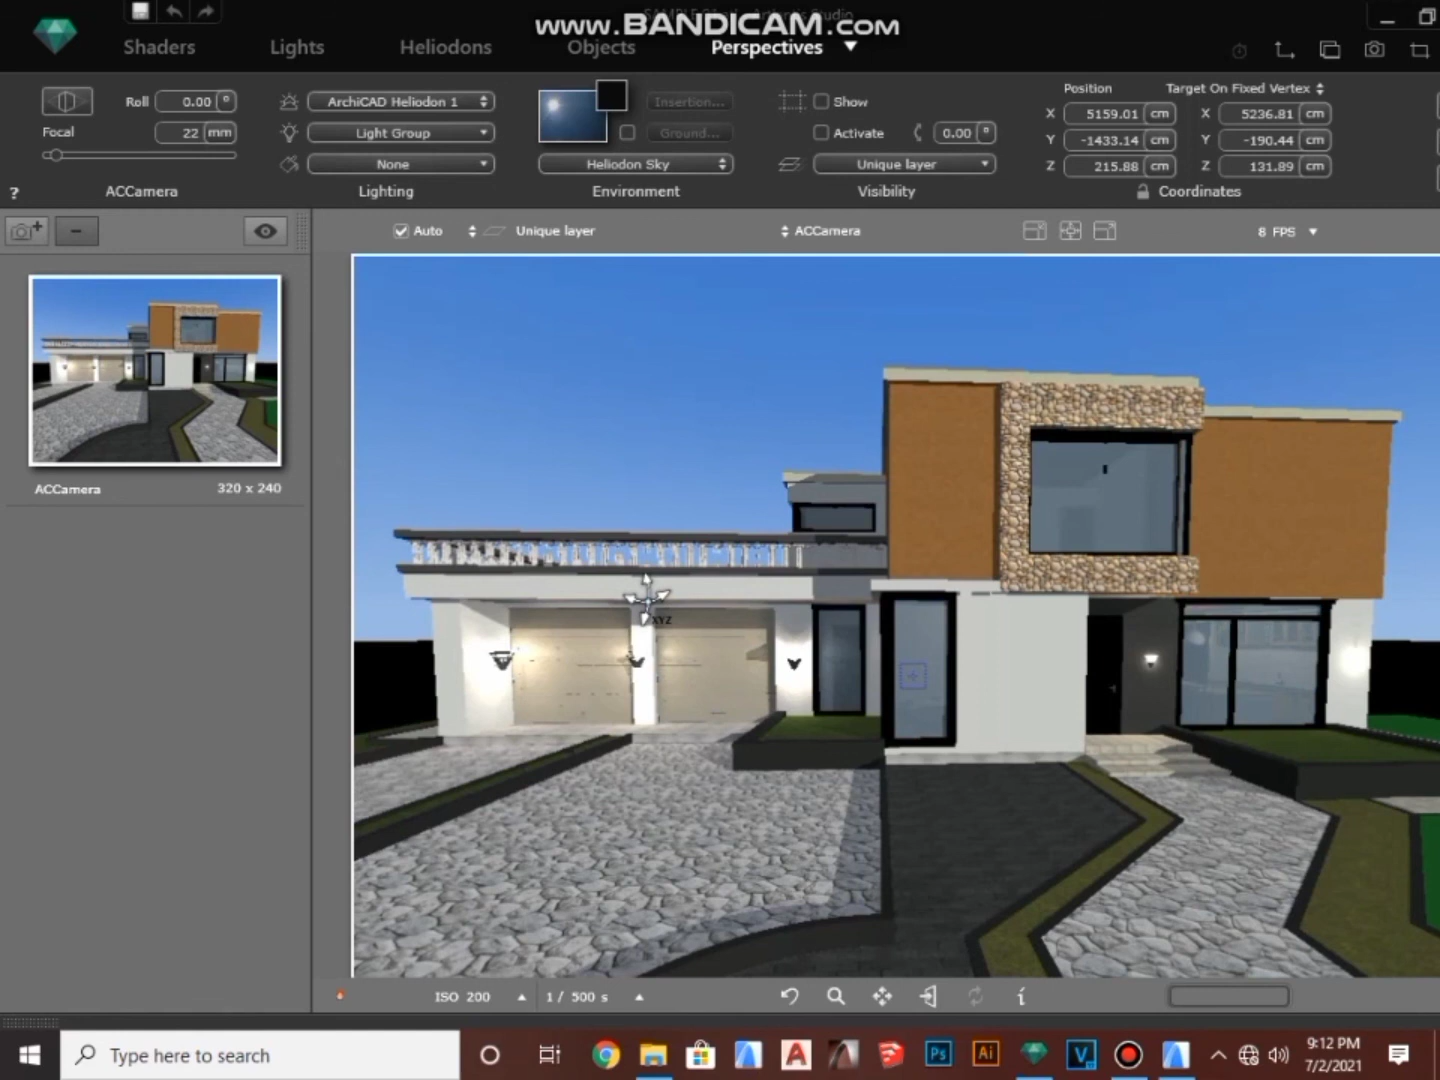 www.BANDICAM.com
Shaders
Lights
Heliodons
Objects
Perspectives
Roll 0.00 °
Focal 22 mm
ACCamera
ArchiCAD Heliodon 1
Light Group
None
Lighting
Insertion...
Ground...
Heliodon Sky
Environment
Show
Activate 0.00 °
Unique layer
Visibility
Position
Target On Fixed Vertex
X 5159.01 cm X 5236.81 cm
Y -1433.14 cm Y -190.44 cm
Z 215.88 cm Z 131.89 cm
Coordinates
?
Auto
Unique layer
ACCamera
8 FPS
ACCamera 320 x 240
XYZ
ISO 200
1 / 500 s
i
Type here to search
Ps
Ai
V
9:12 PM
7/2/2021